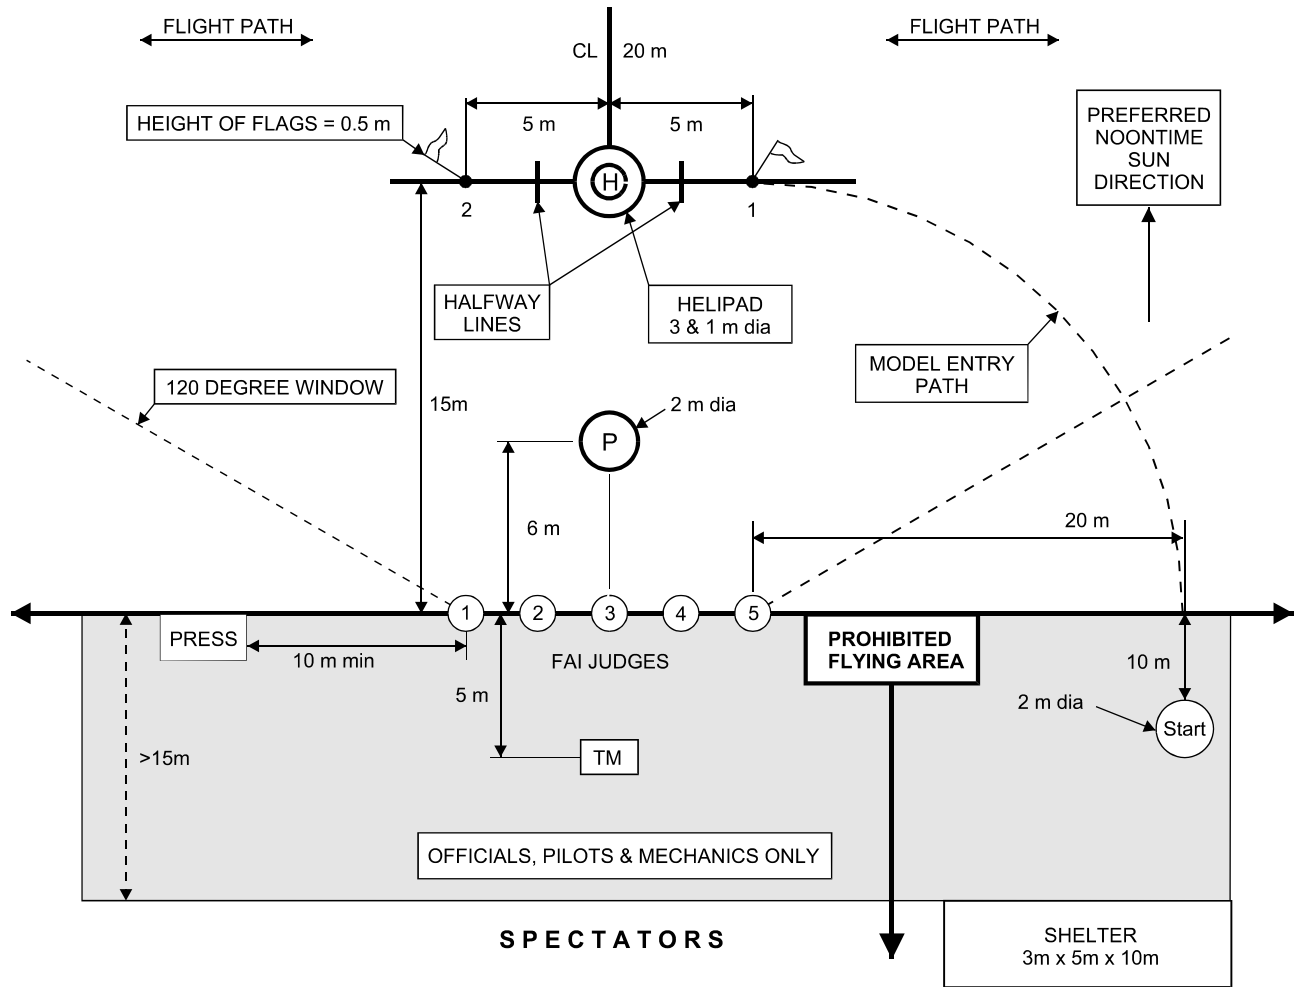 FLIGHT PATH
FLIGHT PATH
CL
20 m
HEIGHT OF FLAGS = 0.5 m
5 m
5 m
PREFERRED
NOONTIME
SUN
DIRECTION
H
2
1
HALFWAY
LINES
HELIPAD
3 & 1 m dia
MODEL ENTRY
PATH
120 DEGREE WINDOW
15m
2 m dia
P
6 m
20 m
1
2
3
4
5
PRESS
10 m min
FAI JUDGES
PROHIBITED
FLYING AREA
10 m
5 m
2 m dia
Start
>15m
TM
OFFICIALS, PILOTS & MECHANICS ONLY
SPECTATORS
SHELTER
3m x 5m x 10m